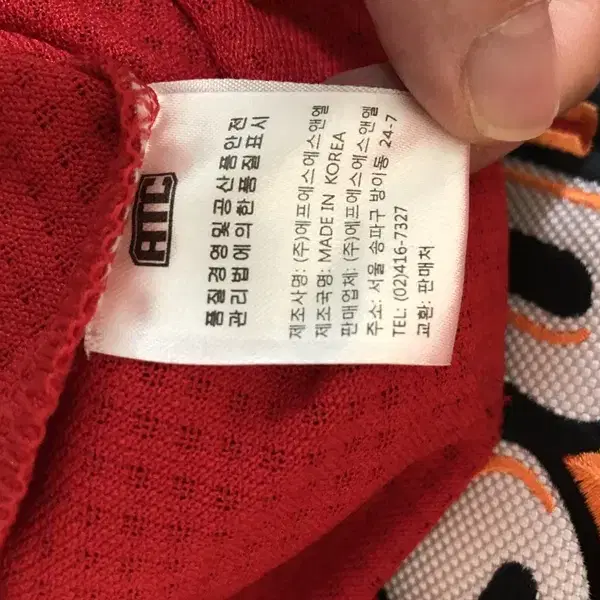 ATC
품질경영 및 공산품안전
관리법에 의한 품질표시
제조사명: (주)에프에스에스앤엘
제조국명: MADE IN KOREA
판매업체: (주)에프에스에스앤엘
주소: 서울 송파구 방이동 24-7
TEL: (02)416-7327
교환: 판매처